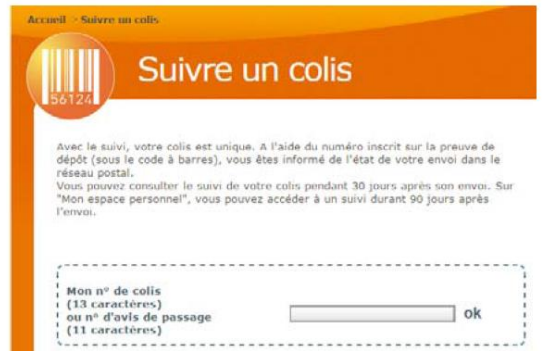 Accueil > Suivre un colis
Suivre un colis
56124
Avec le suivi, votre colis est unique. A l'aide du numéro inscrit sur la preuve de
dépôt (sous le code à barres), vous êtes informé de l'état de votre envoi dans le
réseau postal.
Vous pouvez consulter le suivi de votre colis pendant 30 jours après son envoi. Sur
"Mon espace personnel", vous pouvez accéder à un suivi durant 90 jours après
l'envoi.
Mon n° de colis
(13 caractères)
ou n° d'avis de passage
(11 caractères)
ok